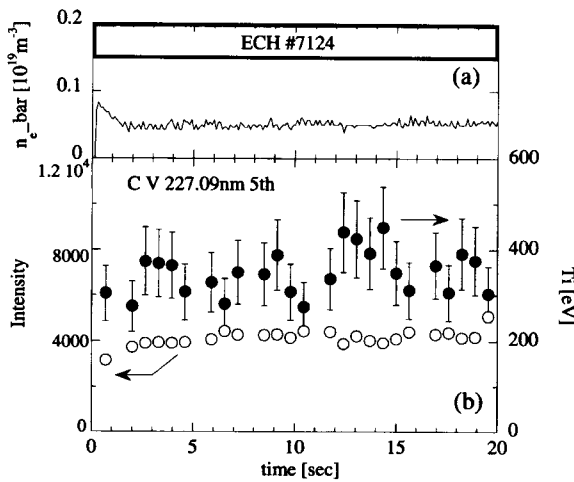 0.2
ECH #7124
0.1
(a)
n_e_bar [10^19 m^-3]
0
600
1.2 10^4
C V 227.09nm 5th
8000
400
Intensity
Ti [eV]
4000
200
(b)
0
0
0 5 10 15 20
time [sec]